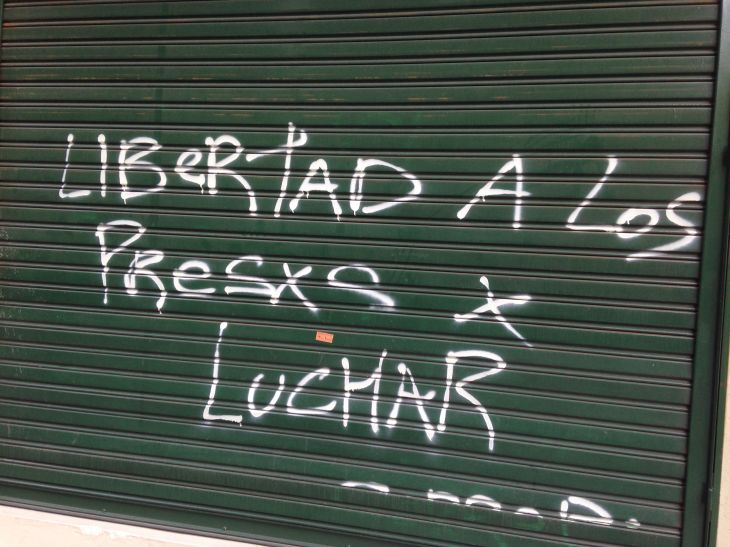 LIBeRTAD A Los
PResxs x
LucHAR